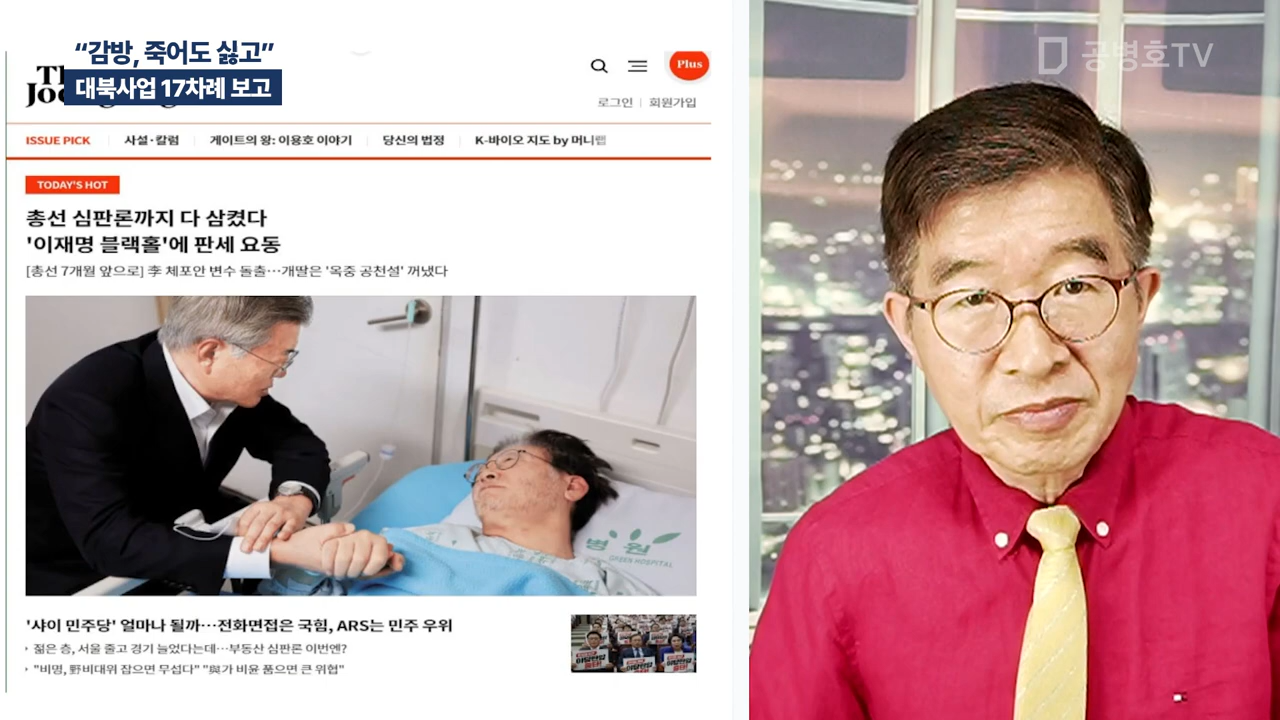 “감방, 죽어도 싫고”
대북사업 17차례 보고
공병호TV
Plus
로그인 | 회원가입
ISSUE PICK
사설·칼럼
게이트의 왕: 이용호 이야기
당신의 법정
K-바이오 지도 by 머니랩
TODAY'S HOT
총선 심판론까지 다 삼켰다
'이재명 블랙홀'에 판세 요동
[총선 7개월 앞으로] 李 체포안 변수 돌출…개딸은 '옥중 공천설' 꺼냈다
병원
GREEN HOSPITAL
'샤이 민주당' 얼마나 될까…전화면접은 국힘, ARS는 민주 우위
젊은 층, 서울 줄고 경기 늘었다는데…부동산 심판론 이번엔?
"비명, 野비대위 잡으면 무섭다" "與가 비윤 품으면 큰 위협"